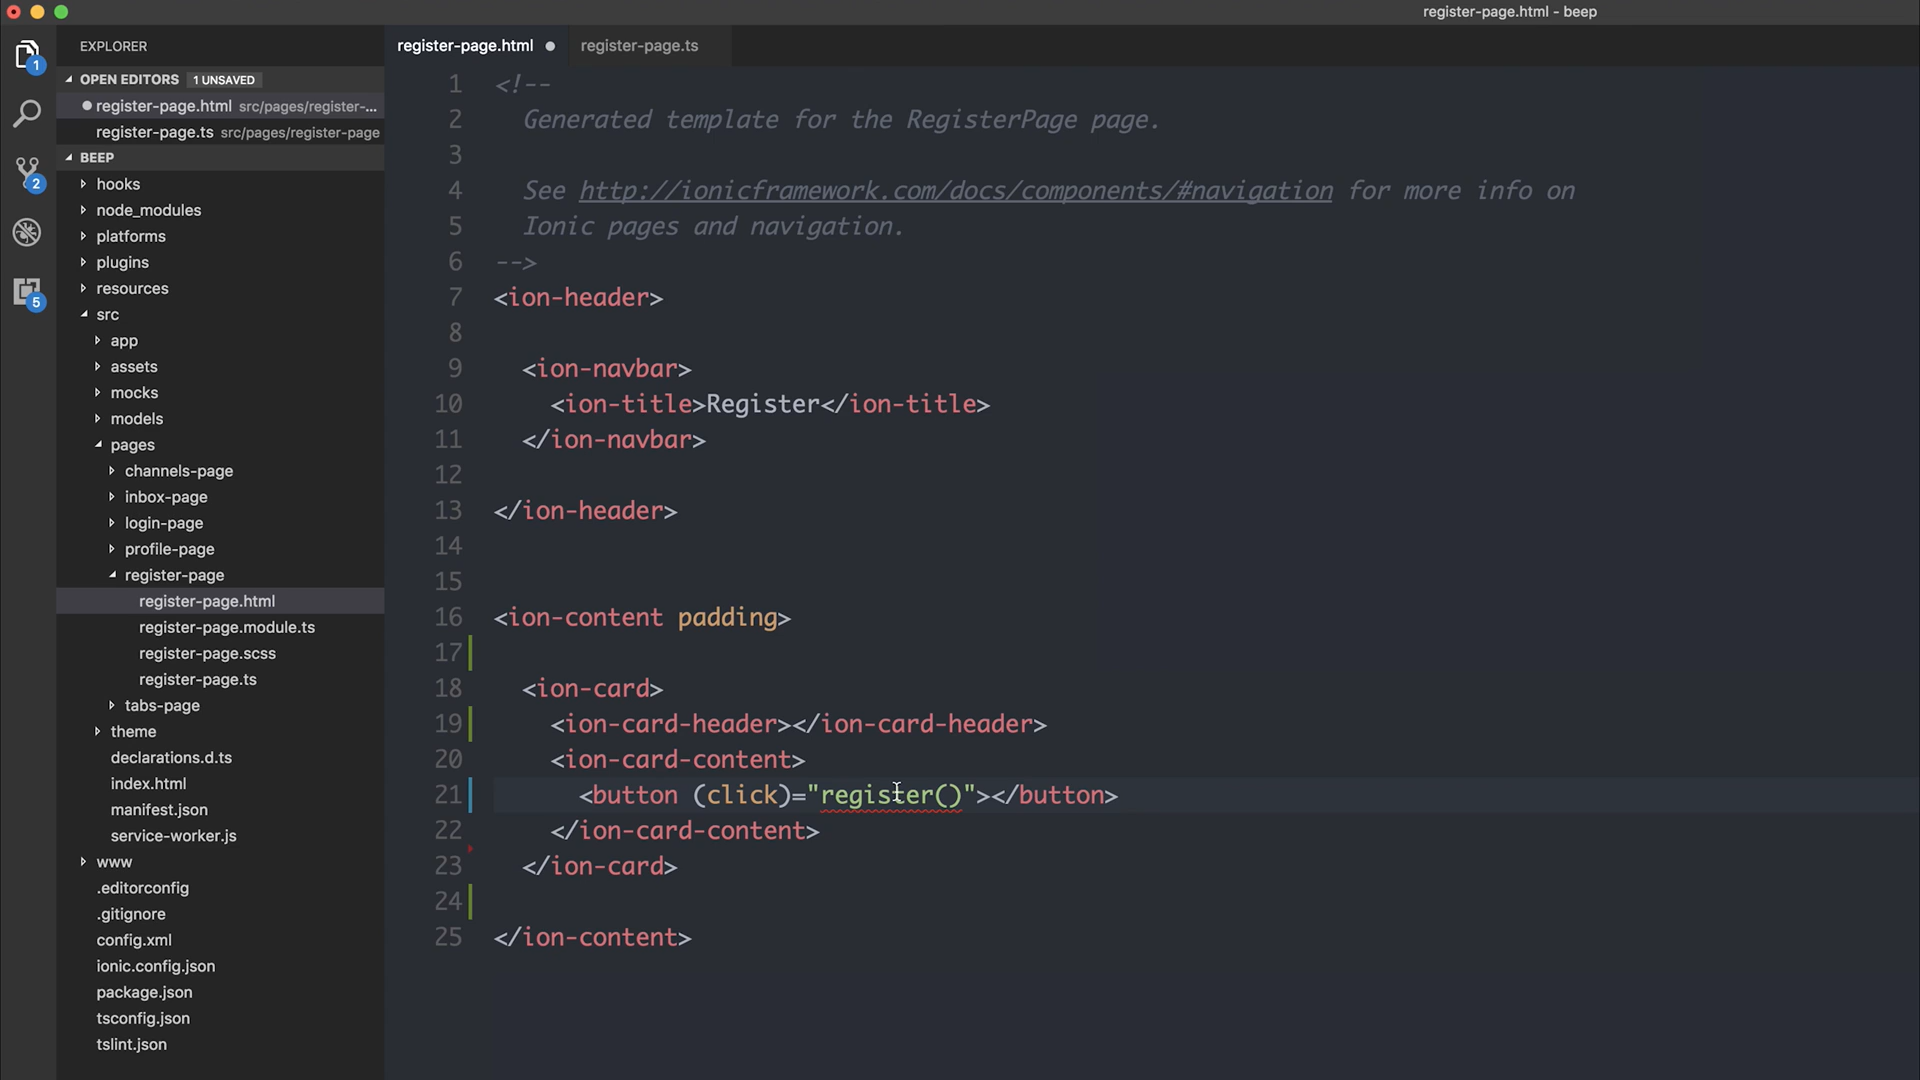 register-page.html - beep
EXPLORER
OPEN EDITORS 1 UNSAVED
register-page.html src/pages/register-...
register-page.ts src/pages/register-page
BEEP
hooks
node_modules
platforms
plugins
resources
src
app
assets
mocks
models
pages
channels-page
inbox-page
login-page
profile-page
register-page
register-page.html
register-page.module.ts
register-page.scss
register-page.ts
tabs-page
theme
declarations.d.ts
index.html
manifest.json
service-worker.js
www
.editorconfig
.gitignore
config.xml
ionic.config.json
package.json
tsconfig.json
tslint.json
1
2
5
register-page.html
register-page.ts
1 <!--
2 Generated template for the RegisterPage page.
3
4 See http://ionicframework.com/docs/components/#navigation for more info on
5 Ionic pages and navigation.
6 -->
7 <ion-header>
8
9 <ion-navbar>
10 <ion-title>Register</ion-title>
11 </ion-navbar>
12
13 </ion-header>
14
15
16 <ion-content padding>
17
18 <ion-card>
19 <ion-card-header></ion-card-header>
20 <ion-card-content>
21 <button (click)="register()"></button>
22 </ion-card-content>
23 </ion-card>
24
25 </ion-content>